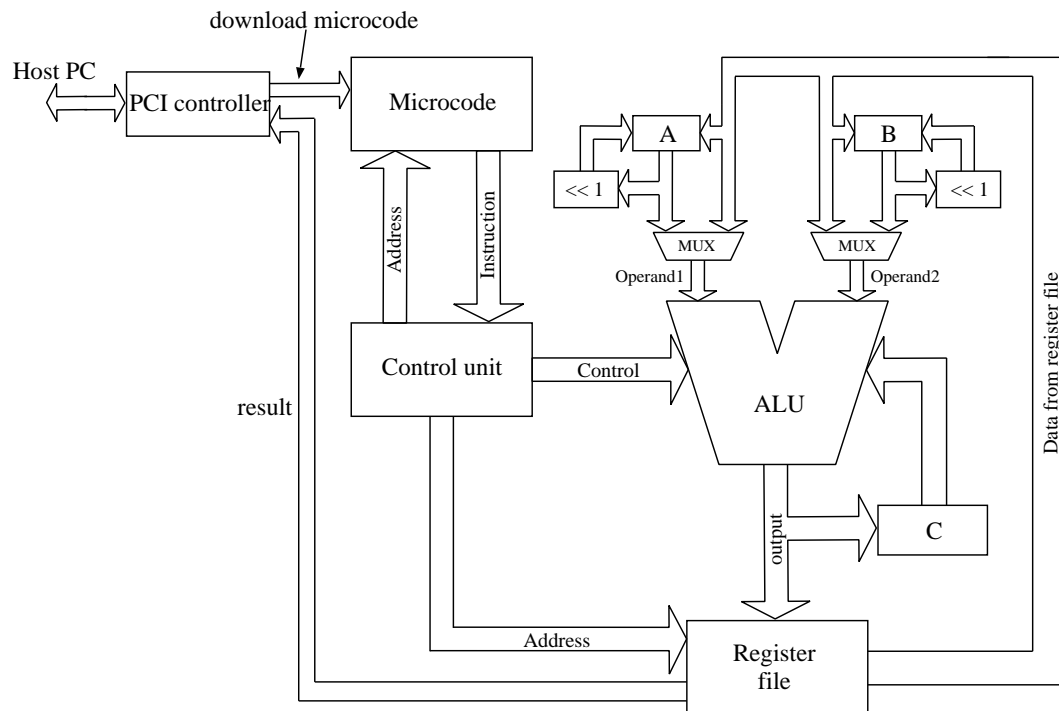 download microcode
Host PC
PCI controller
Microcode
A
B
<< 1
<< 1
Address
Instruction
MUX
MUX
Operand1
Operand2
Control unit
Control
ALU
result
Data from register file
output
C
Address
Register
file